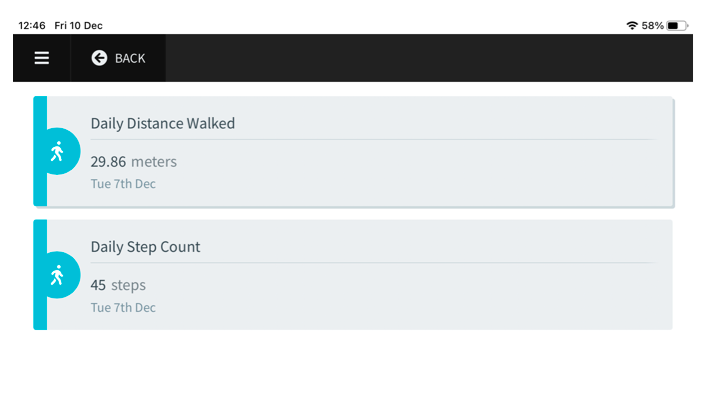 12:46 Fri 10 Dec 58%
BACK
Daily Distance Walked
29.86 meters
Tue 7th Dec
Daily Step Count
45 steps
Tue 7th Dec